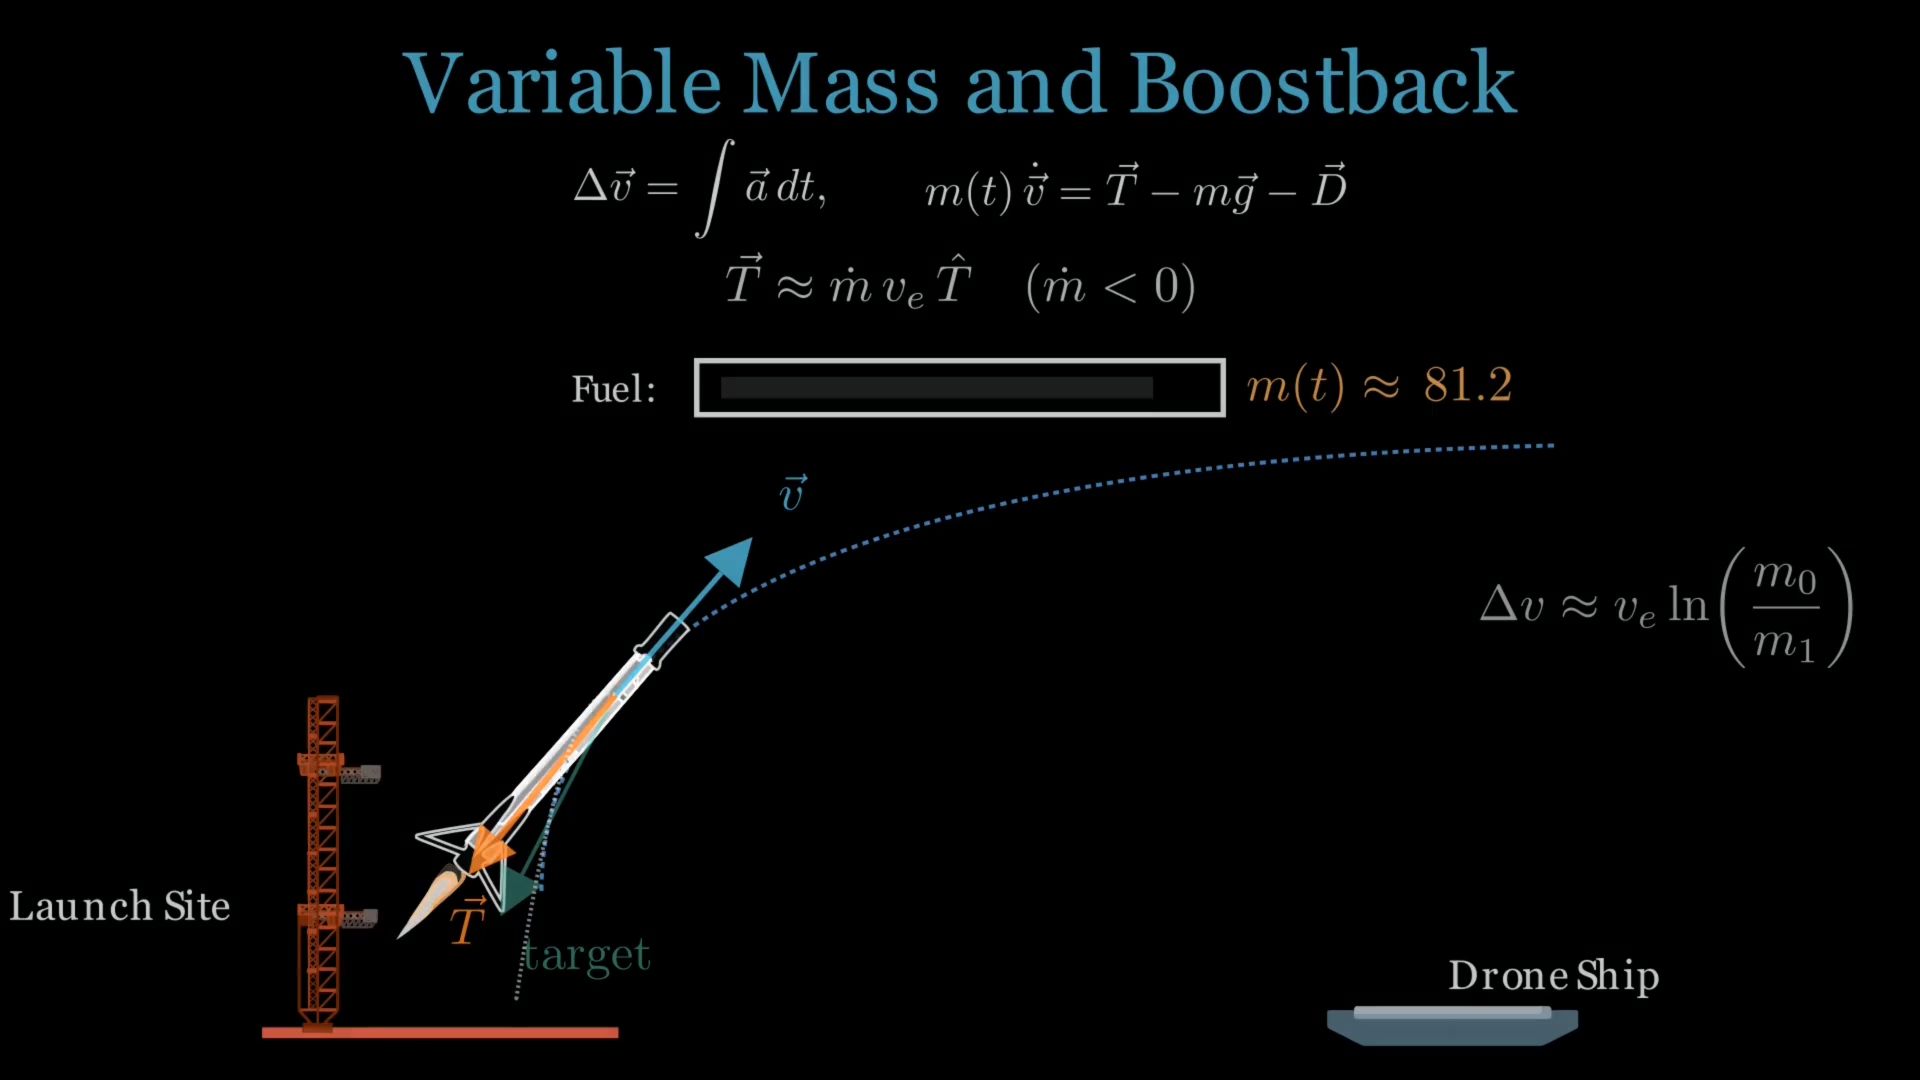 Variable Mass and Boostback
Δv⃗ = ∫ a⃗ dt,    m(t) v⃗̇ = T⃗ − mg⃗ − D⃗
T⃗ ≈ ṁ vₑ T̂    (ṁ < 0)
Fuel:    m(t) ≈ 81.2
v⃗
Δv ≈ vₑ ln(m₀/m₁)
Launch Site
T⃗
target
Drone Ship